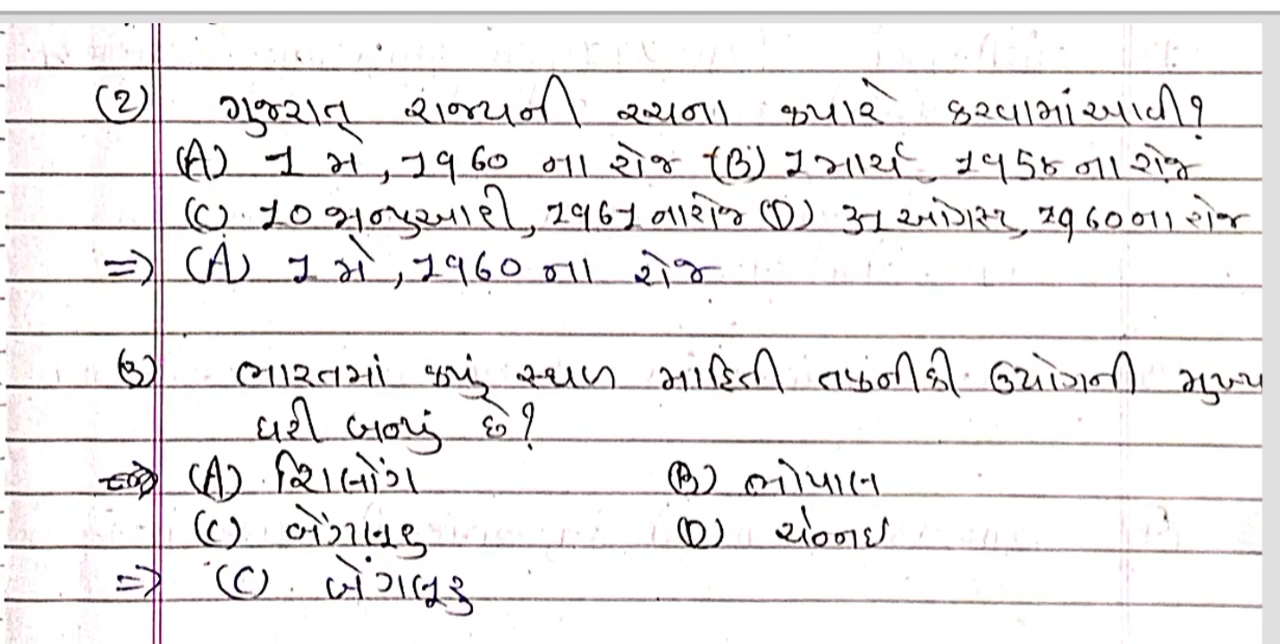 (2) ગુજરાત રાજ્યની રચના ક્યારે કરવામાં આવી?
(A) 1 મે, 1960 ના રોજ (B) 1 માર્ચ 1958 ના રોજ
(C) 10 જાન્યુઆરી, 1961 ના રોજ (D) 31 ઓગસ્ટ, 1960 ના રોજ
=> (A) 1 મે, 1960 ના રોજ
(3) ભારતમાં કયું સ્થળ માહિતી તકનીકી ઉદ્યોગની મુખ્ય
ધરી બન્યું છે?
(A) શિલોંગ (B) ભોપાલ
(C) બેંગલુરુ (D) ચેન્નઈ
=> (C) બેંગલુરુ